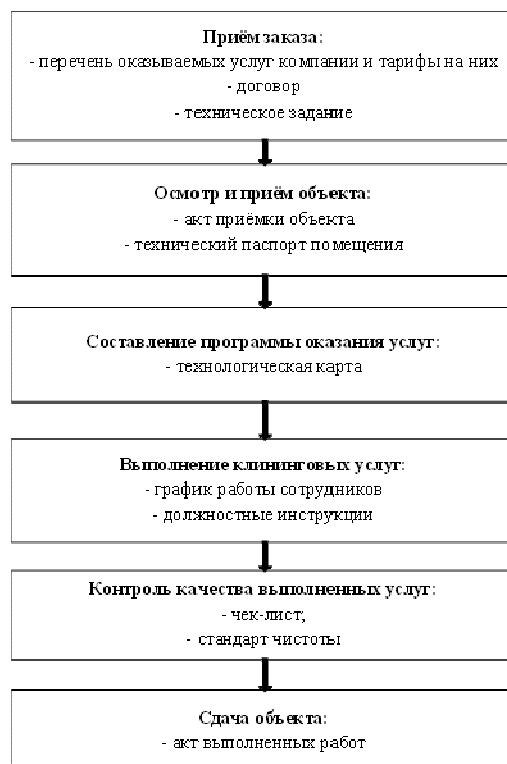 Приём заказа:
- перечень оказываемых услуг компании и тарифы на них
- договор
- техническое задание
Осмотр и приём объекта:
- акт приёмки объекта
- технический паспорт помещения
Составление программы оказания услуг:
- технологическая карта
Выполнение клининговых услуг:
- график работы сотрудников
- должностные инструкции
Контроль качества выполненных услуг:
- чек-лист,
- стандарт чистоты
Сдача объекта:
- акт выполненных работ